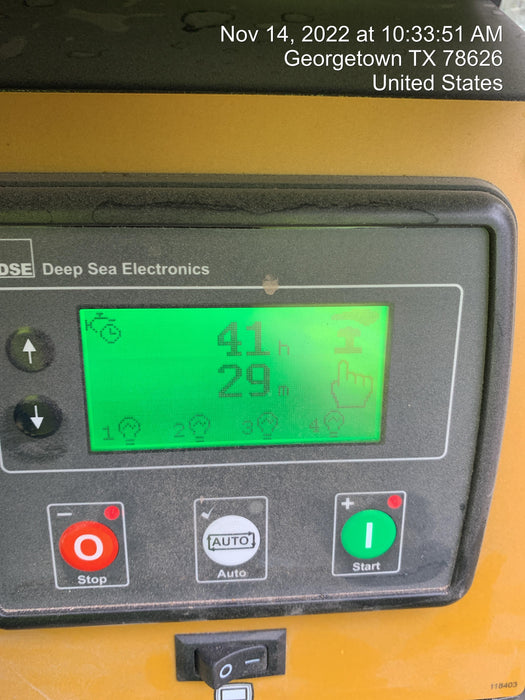 Nov 14, 2022 at 10:33:51 AM
Georgetown TX 78626
United States
DSE Deep Sea Electronics
41 h
29 m
1 2 3 4
Stop
AUTO
Auto
Start
118403